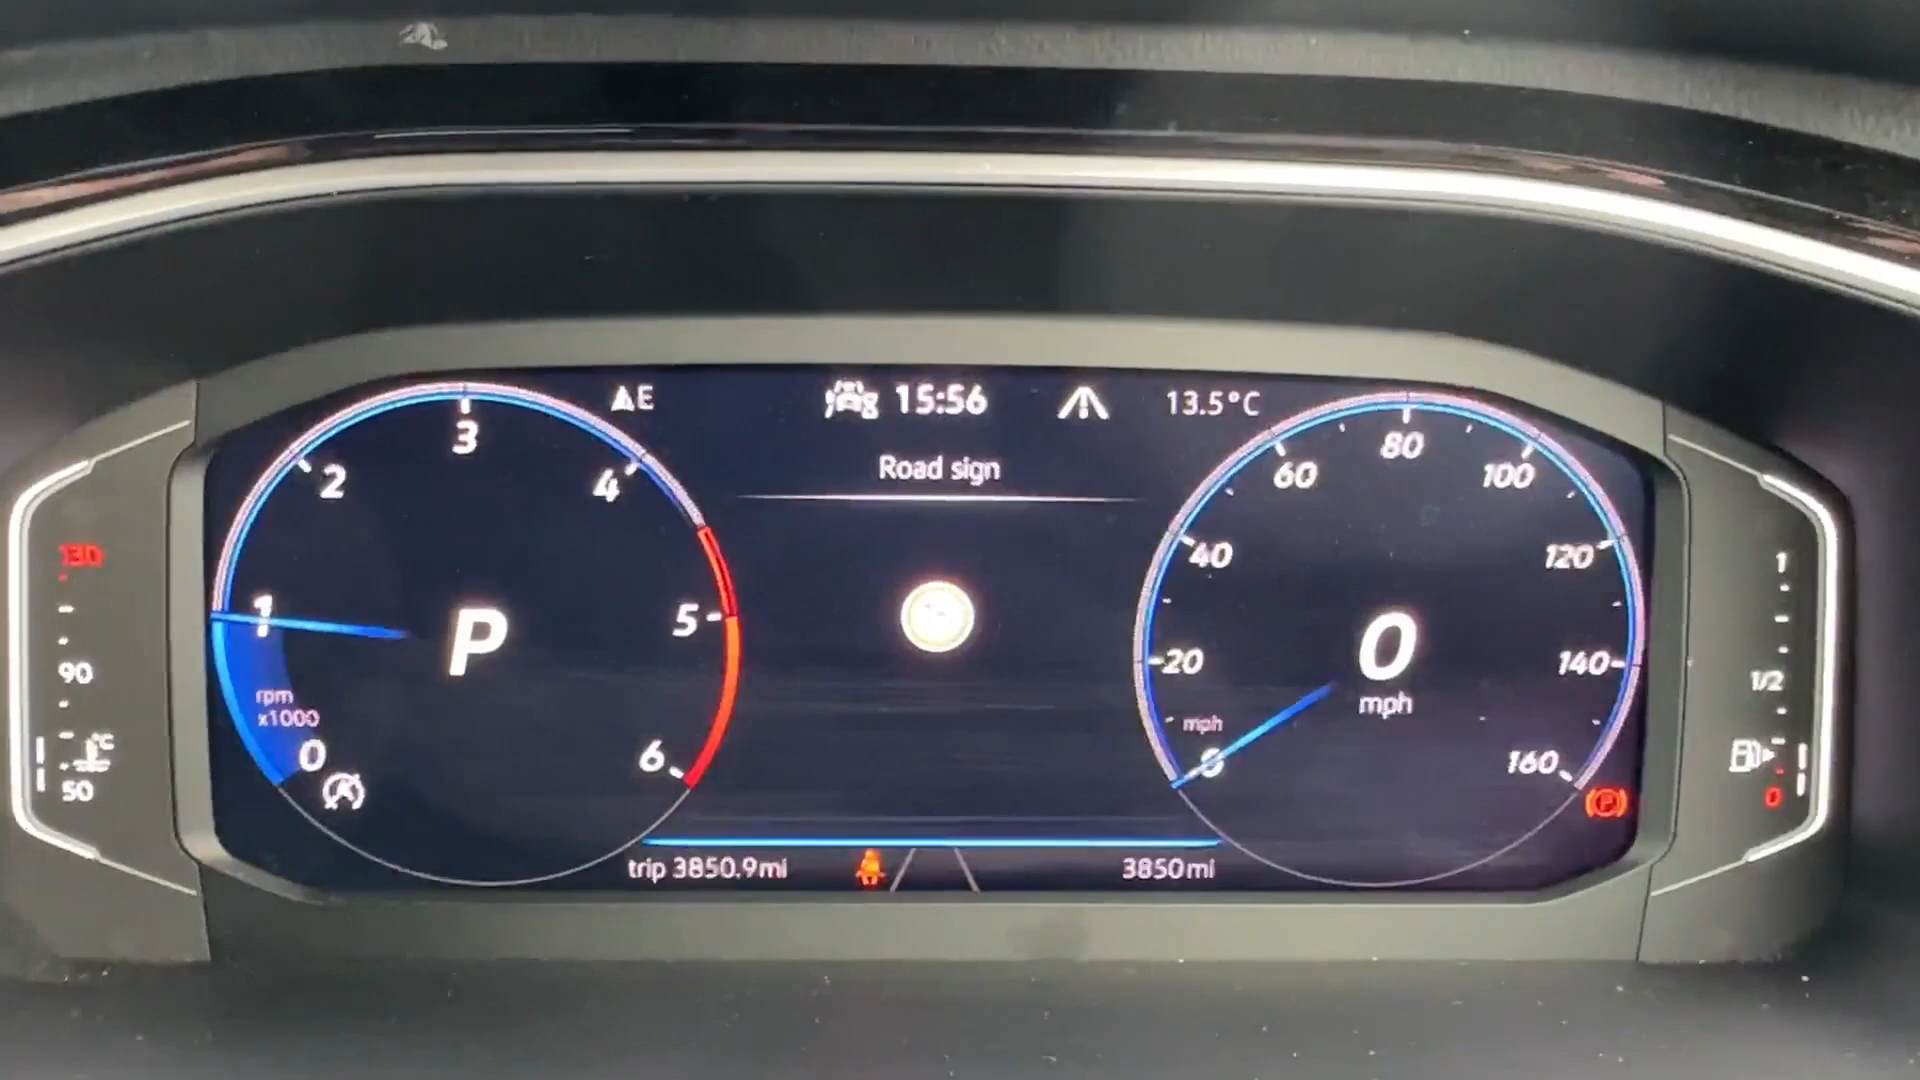 E 15:56 13.5°C
Road sign
130
90
50
°C
0
1
2
3
4
5
6
rpm
x1000
P
0
20
40
60
80
100
120
140
160
mph
0
mph
P
1
1/2
0
trip 3850.9mi
3850mi